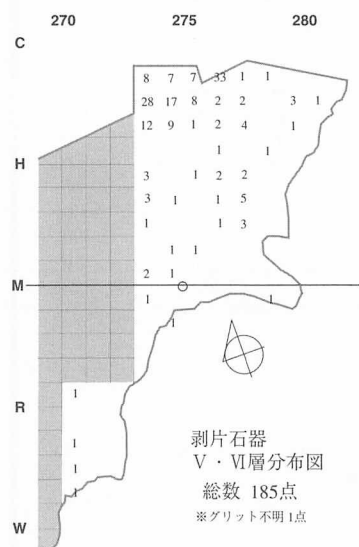 270 275 280
C
8 7 7 33 1 1
28 17 8 2 2 3 1
12 9 1 2 4 1
1 1
H
3 1 2 2
3 1 1 5
1 1 3
1 1
2 1
M
1 1
1
R
1
1
1
1
W
剥片石器
V・VI層分布図
総数 185点
※グリット不明 1点